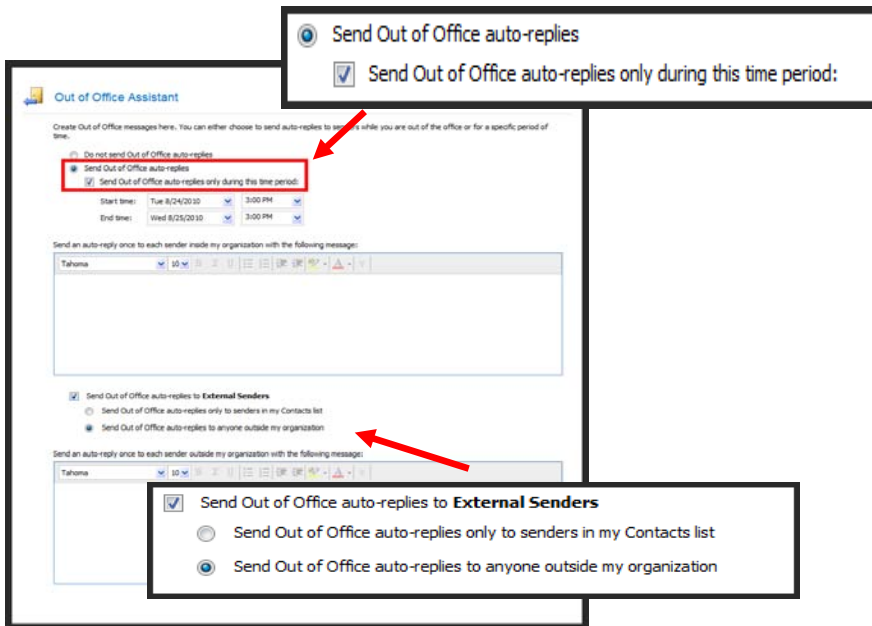 Send Out of Office auto-replies
Send Out of Office auto-replies only during this time period:
Out of Office Assistant
Create Out of Office messages here. You can either choose to send auto-replies to senders while you are out of the office or for a specific period of
time.
Do not send Out of Office auto-replies
Send Out of Office auto-replies
Send Out of Office auto-replies only during this time period:
Start time: Tue 8/24/2010 3:00 PM
End time: Wed 8/25/2010 3:00 PM
Send an auto-reply once to each sender inside my organization with the following message:
Tahoma 10 B I U A
Send Out of Office auto-replies to External Senders
Send Out of Office auto-replies only to senders in my Contacts list
Send Out of Office auto-replies to anyone outside my organization
Send an auto-reply once to each sender outside my organization with the following message:
Tahoma 10 B I U A
Send Out of Office auto-replies to External Senders
Send Out of Office auto-replies only to senders in my Contacts list
Send Out of Office auto-replies to anyone outside my organization